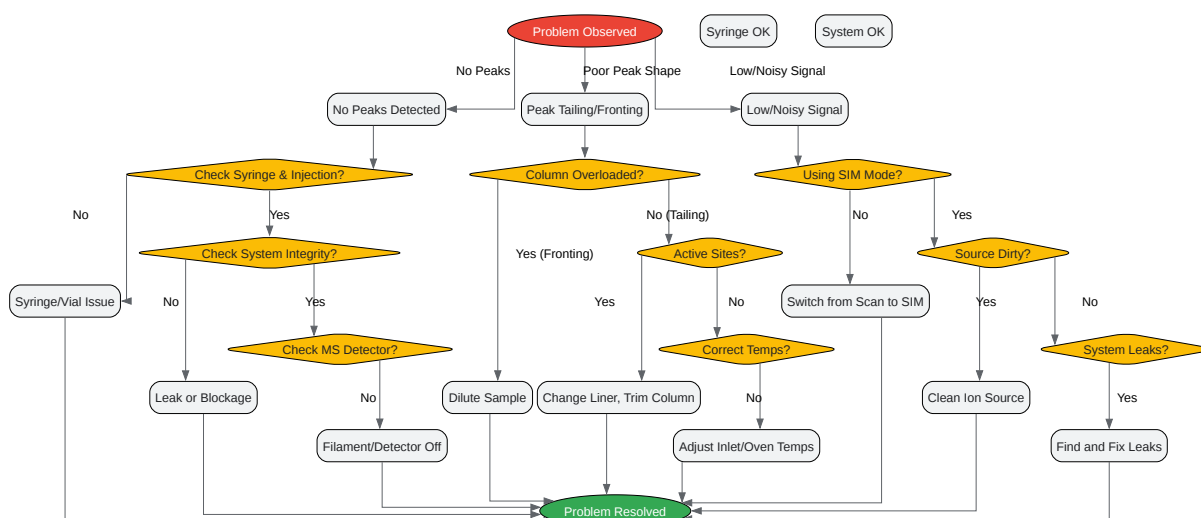 Problem Observed
Syringe OK
System OK
No Peaks
Poor Peak Shape
Low/Noisy Signal
No Peaks Detected
Peak Tailing/Fronting
Low/Noisy Signal
Check Syringe & Injection?
Column Overloaded?
Using SIM Mode?
No
Yes
No (Tailing)
No
Yes
Check System Integrity?
Yes (Fronting)
Active Sites?
Source Dirty?
Syringe/Vial Issue
No
Yes
Yes
No
Switch from Scan to SIM
Yes
No
Check MS Detector?
Correct Temps?
System Leaks?
Leak or Blockage
No
Dilute Sample
Change Liner, Trim Column
No
Clean Ion Source
Yes
Filament/Detector Off
Adjust Inlet/Oven Temps
Find and Fix Leaks
Problem Resolved